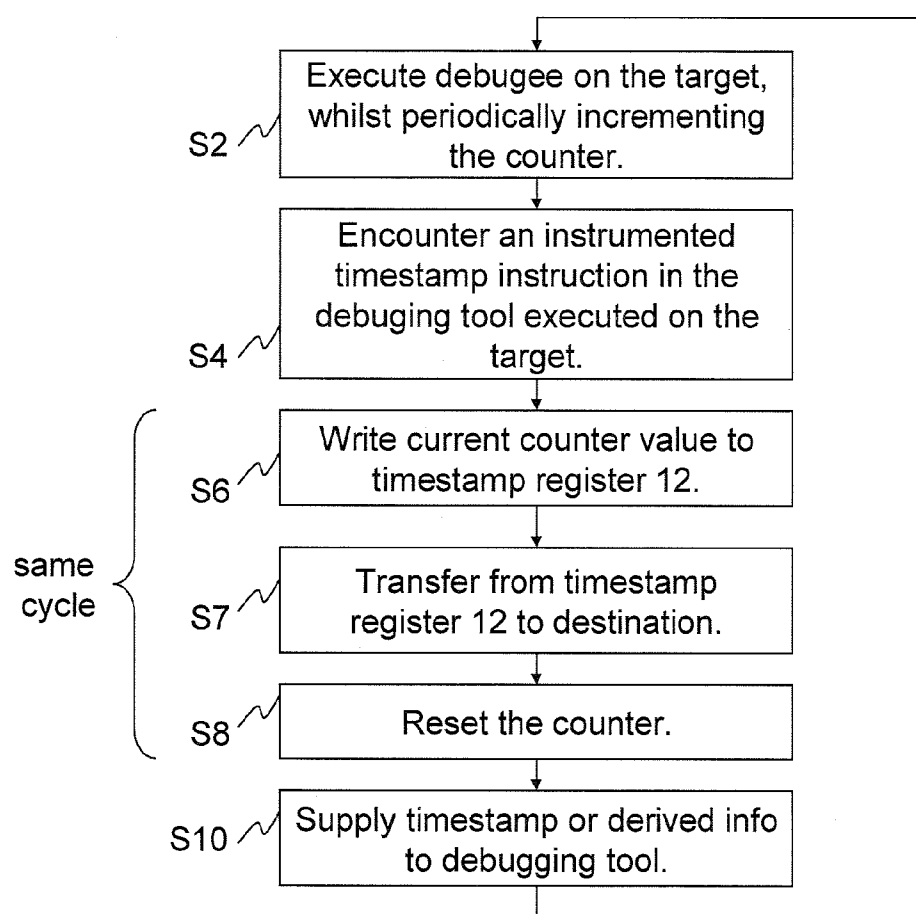 Execute debugee on the target,
whilst periodically incrementing
the counter.
S2
Encounter an instrumented
timestamp instruction in the
debuging tool executed on the
target.
S4
same
cycle
Write current counter value to
timestamp register 12.
S6
Transfer from timestamp
register 12 to destination.
S7
Reset the counter.
S8
Supply timestamp or derived info
to debugging tool.
S10